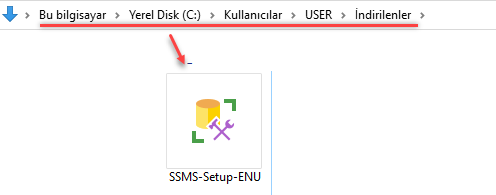 Bu bilgisayar > Yerel Disk (C:) > Kullanıcılar > USER > İndirilenler >
SSMS-Setup-ENU